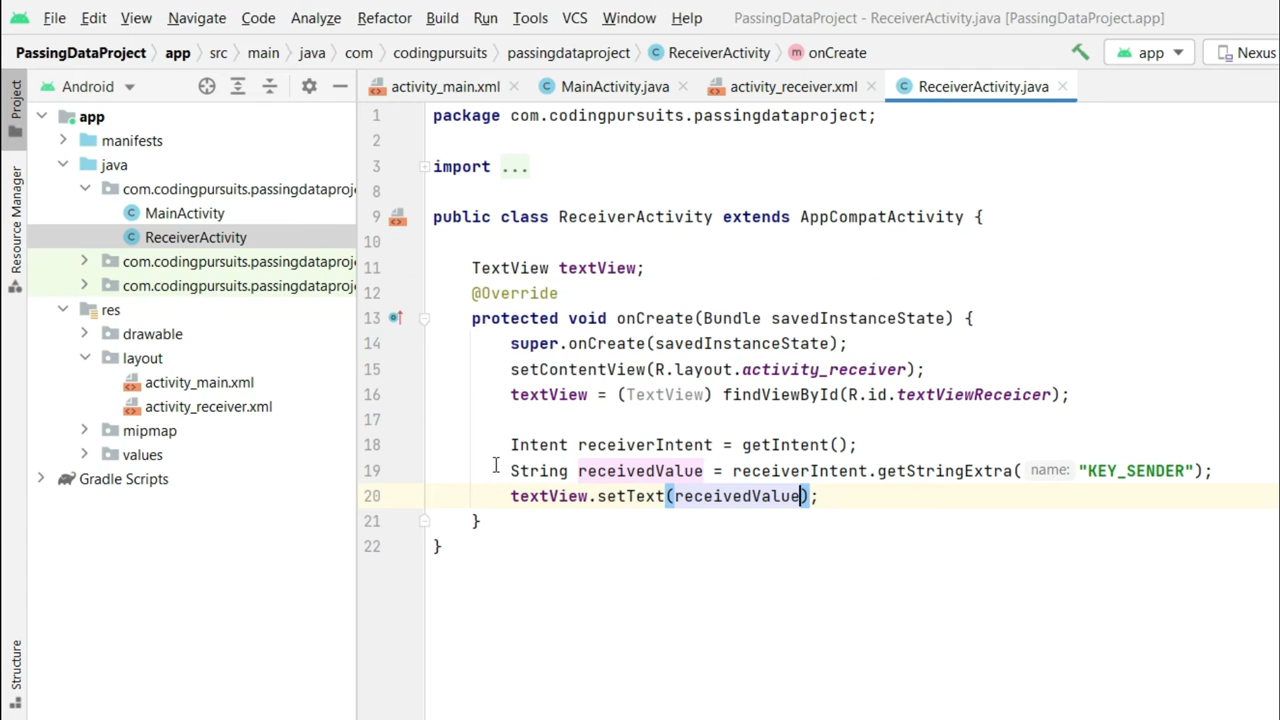 File Edit View Navigate Code Analyze Refactor Build Run Tools VCS Window Help PassingDataProject - ReceiverActivity.java [PassingDataProject.app]
PassingDataProject app src main java com codingpursuits passingdataproject ReceiverActivity onCreate app Nexus
Project
Resource Manager
Structure
Android
app
manifests
java
com.codingpursuits.passingdataproj
MainActivity
ReceiverActivity
com.codingpursuits.passingdataproje
com.codingpursuits.passingdataproje
res
drawable
layout
activity_main.xml
activity_receiver.xml
mipmap
values
Gradle Scripts
activity_main.xml MainActivity.java activity_receiver.xml ReceiverActivity.java
1 package com.codingpursuits.passingdataproject;
2
3 import ...
8
9 public class ReceiverActivity extends AppCompatActivity {
10
11 TextView textView;
12 @Override
13 protected void onCreate(Bundle savedInstanceState) {
14 super.onCreate(savedInstanceState);
15 setContentView(R.layout.activity_receiver);
16 textView = (TextView) findViewById(R.id.textViewReceicer);
17
18 Intent receiverIntent = getIntent();
19 String receivedValue = receiverIntent.getStringExtra( name: "KEY_SENDER");
20 textView.setText(receivedValue);
21 }
22 }